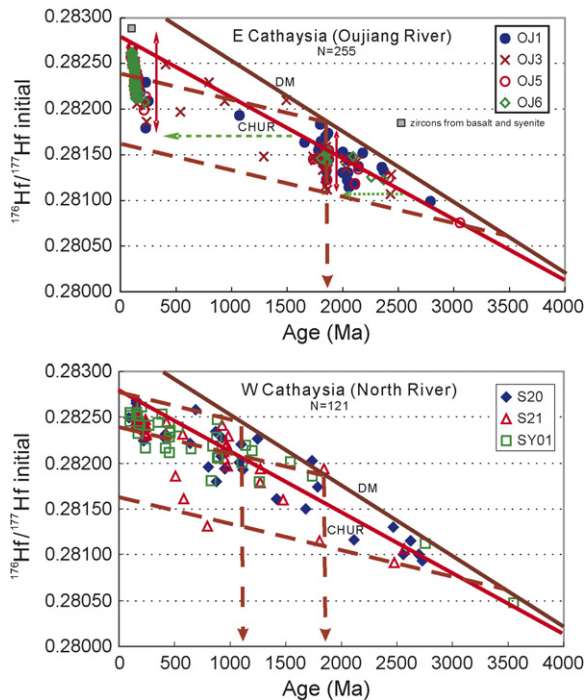 E Cathaysia (Oujiang River)
N=255
OJ1
OJ3
OJ5
OJ6
zircons from basalt and syenite
DM
CHUR
176Hf/177Hf initial
0.28300
0.28250
0.28200
0.28150
0.28100
0.28050
0.28000
0 500 1000 1500 2000 2500 3000 3500 4000
Age (Ma)
W Cathaysia (North River)
N=121
S20
S21
SY01
DM
CHUR
176Hf/177Hf initial
0.28300
0.28250
0.28200
0.28150
0.28100
0.28050
0.28000
0 500 1000 1500 2000 2500 3000 3500 4000
Age (Ma)